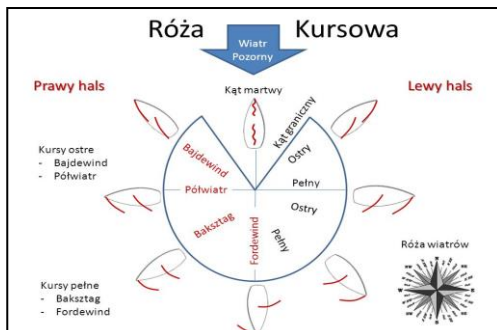 Róża Kursowa
Wiatr
Pozorny
Prawy hals
Kąt martwy
Lewy hals
Kąt graniczny
Bajdewind
Ostry
Kursy ostre
- Bajdewind
- Półwiatr
Półwiatr
Pełny
Ostry
Baksztag
Fordewind
Pełny
Róża wiatrów
Kursy pełne
- Baksztag
- Fordewind